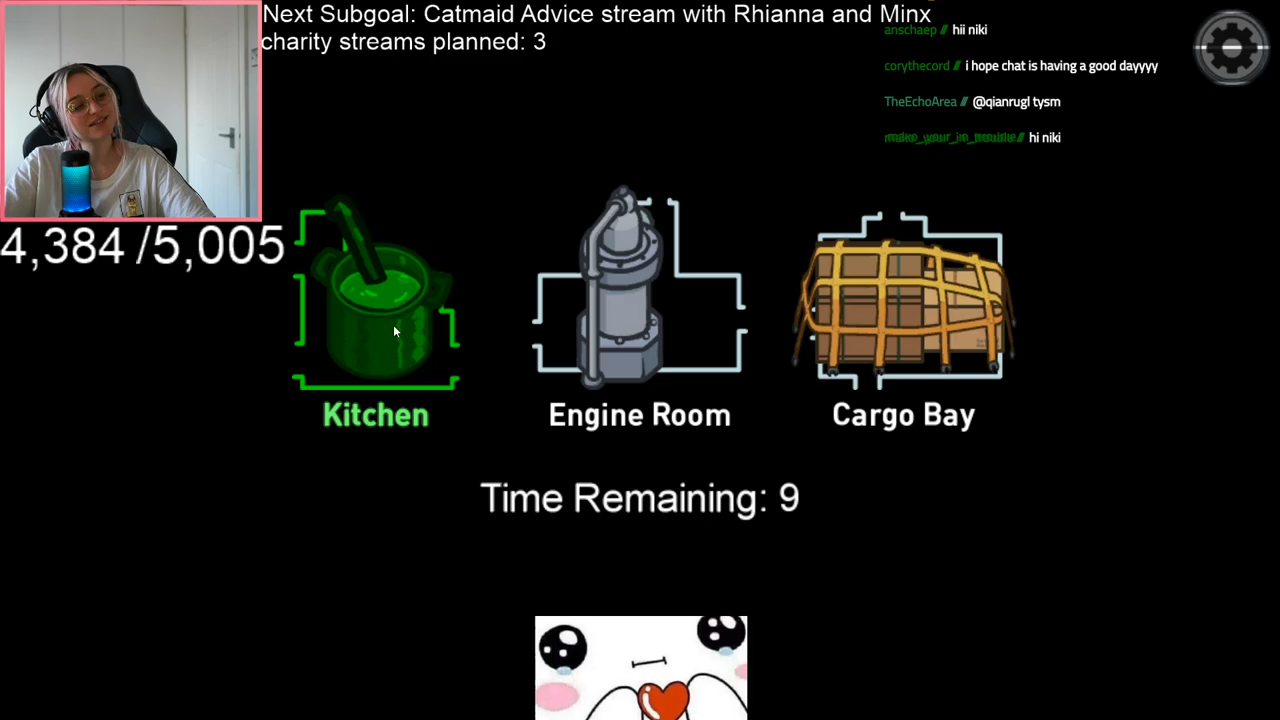 Next Subgoal: Catmaid Advice stream with Rhianna and Minx
charity streams planned: 3
anschaep // hii niki
corythecord // i hope chat is having a good dayyyy
TheEchoArea // @qianrugl tysm
// hi niki
4,384 /5,005
Kitchen
Engine Room
Cargo Bay
Time Remaining: 9